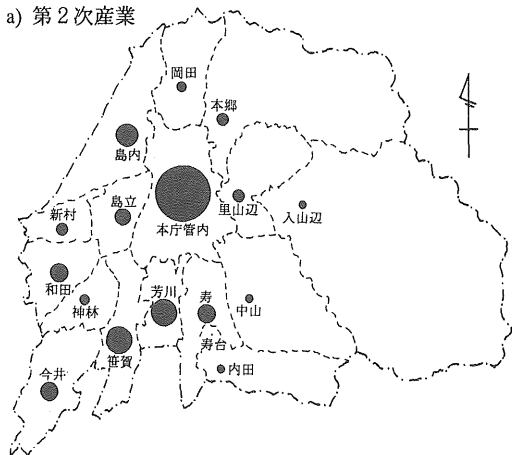 a) 第2次産業
岡田
本郷
島内
島立
新村
里山辺
入山辺
本庁管内
和田
神林
芳川
寿
中山
寿台
内田
笹賀
今井